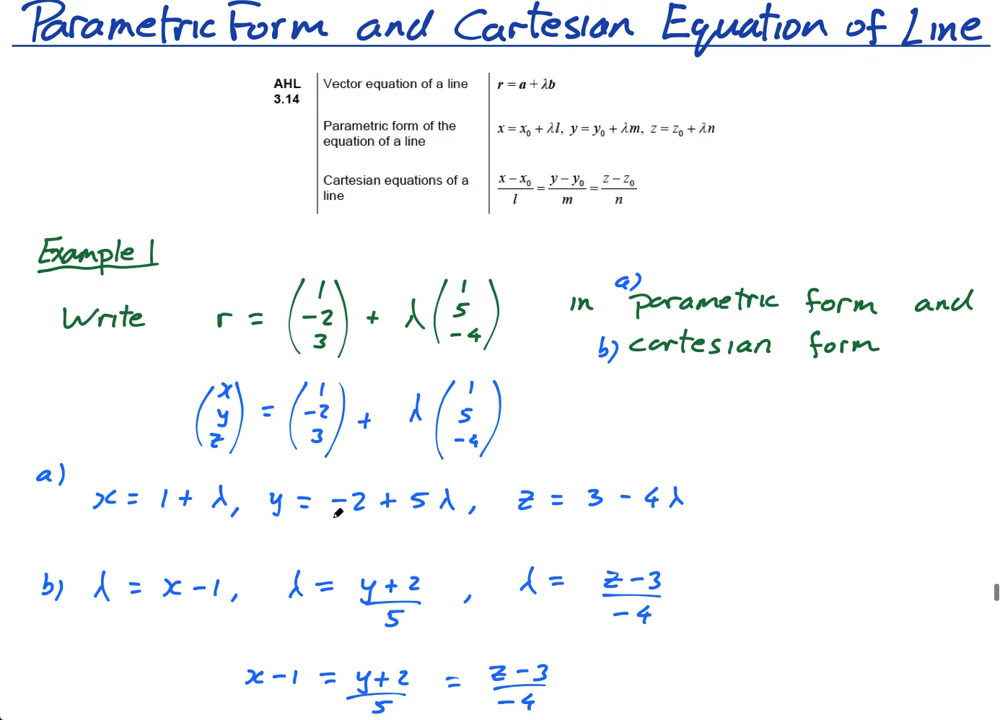 Parametric Form and Cartesian Equation of Line
AHL 3.14 Vector equation of a line r = a + λb
Parametric form of the equation of a line x = x₀ + λl, y = y₀ + λm, z = z₀ + λn
Cartesian equations of a line (x − x₀)/l = (y − y₀)/m = (z − z₀)/n
Example 1
Write r = (1, −2, 3) + λ(1, 5, −4) in a) parametric form and
b) cartesian form
(x, y, z) = (1, −2, 3) + λ(1, 5, −4)
a)
x = 1 + λ, y = −2 + 5λ, z = 3 − 4λ
b) λ = x − 1, λ = (y + 2)/5, λ = (z − 3)/−4
x − 1 = (y + 2)/5 = (z − 3)/−4